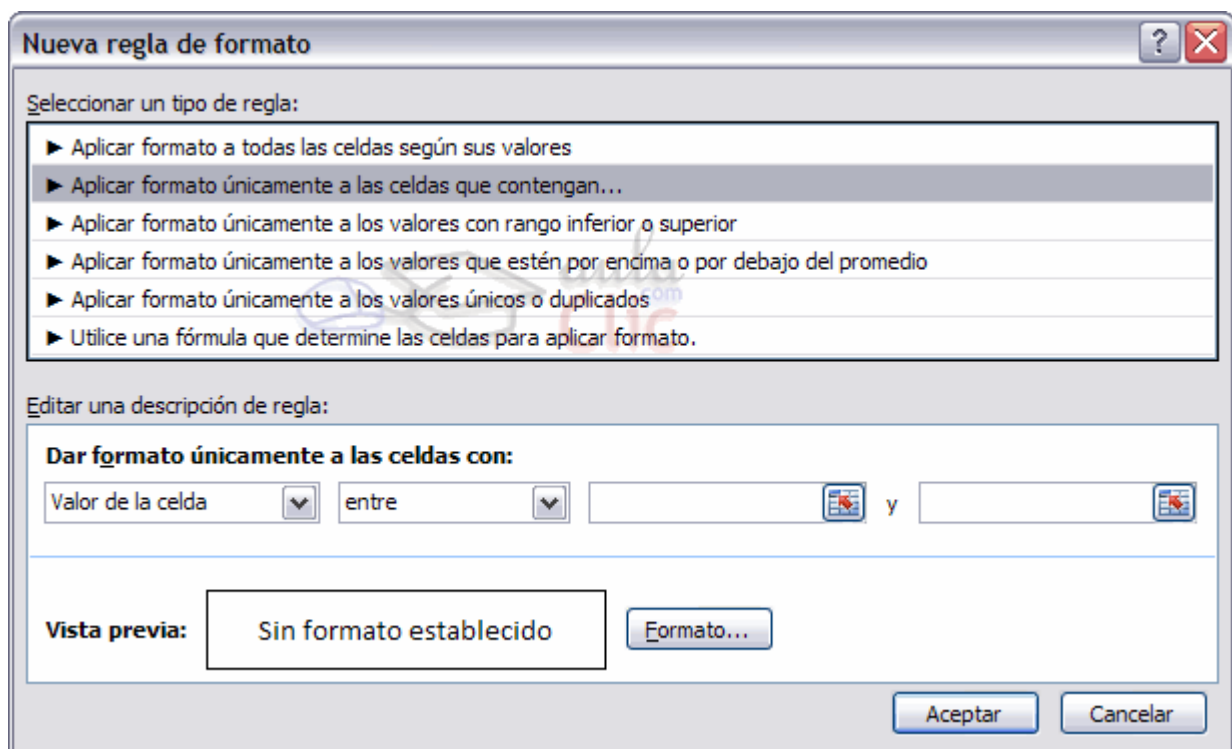 Nueva regla de formato
Seleccionar un tipo de regla:
► Aplicar formato a todas las celdas según sus valores
► Aplicar formato únicamente a las celdas que contengan...
► Aplicar formato únicamente a los valores con rango inferior o superior
► Aplicar formato únicamente a los valores que estén por encima o por debajo del promedio
► Aplicar formato únicamente a los valores únicos o duplicados
► Utilice una fórmula que determine las celdas para aplicar formato.
aula
com
Clic
Editar una descripción de regla:
Dar formato únicamente a las celdas con:
Valor de la celda entre y
Vista previa: Sin formato establecido Formato...
Aceptar Cancelar